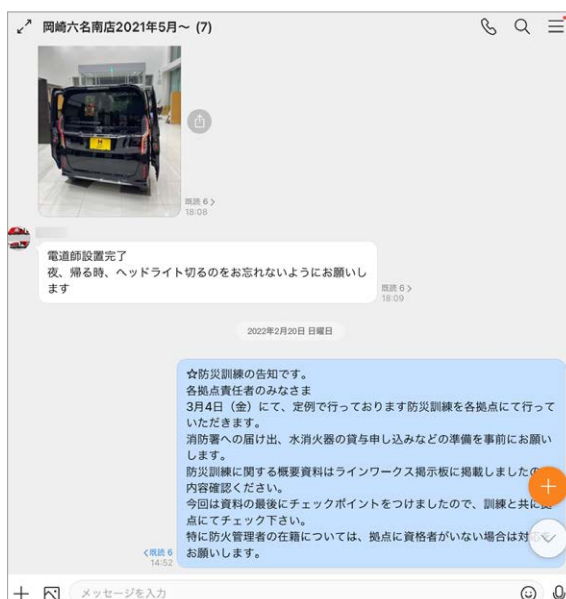 岡崎六名南店2021年5月〜 (7)
既読 6 >
18:08
電道師設置完了
夜、帰る時、ヘッドライト切るのをお忘れないようにお願いし
ます
既読 6 >
18:09
2022年2月20日 日曜日
☆防災訓練の告知です。
各拠点責任者のみなさま
3月4日（金）にて、定例で行っております防災訓練を各拠点にて行って
いただきます。
消防署への届け出、水消火器の貸与申し込みなどの準備を事前にお願い
します。
防災訓練に関する概要資料はラインワークス掲示板に掲載しました
内容確認ください。
今回は資料の最後にチェックポイントをつけましたので、訓練と共に
点にてチェック下さい。
特に防火管理者の在籍については、拠点に資格者がいない場合は対
お願いします。
<既読 6
14:52
メッセージを入力